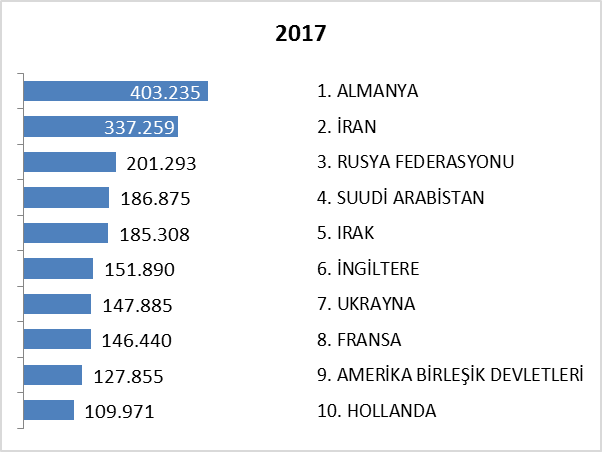 2017
403.235 1. ALMANYA
337.259 2. İRAN
201.293 3. RUSYA FEDERASYONU
186.875 4. SUUDİ ARABİSTAN
185.308 5. IRAK
151.890 6. İNGİLTERE
147.885 7. UKRAYNA
146.440 8. FRANSA
127.855 9. AMERİKA BİRLEŞİK DEVLETLERİ
109.971 10. HOLLANDA